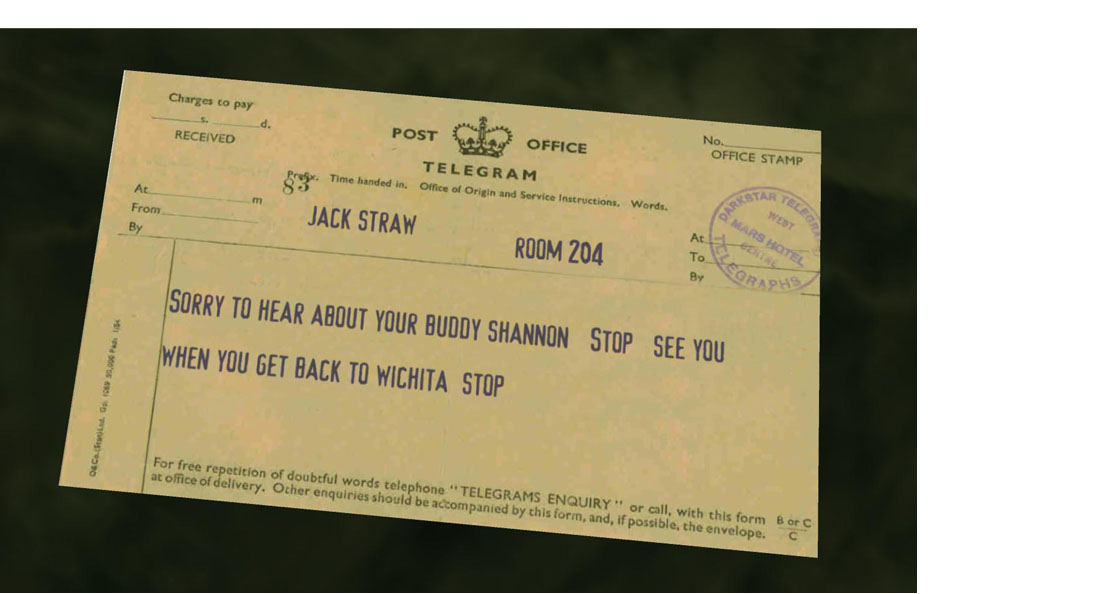 Charges to pay
s. d.
RECEIVED
POST OFFICE
TELEGRAM
No.
OFFICE STAMP
Prefix. Time handed in. Office of Origin and Service Instructions. Words.
83
At m
From
By
JACK STRAW
ROOM 204
At
To
By
DARKSTAR TELEGRA
WEST
MARS HOTEL
CENTRE
TELEGRAPHS
SORRY TO HEAR ABOUT YOUR BUDDY SHANNON STOP SEE YOU
WHEN YOU GET BACK TO WICHITA STOP
For free repetition of doubtful words telephone "TELEGRAMS ENQUIRY" or call, with this form
at office of delivery. Other enquiries should be accompanied by this form, and, if possible, the envelope.
B or C
C